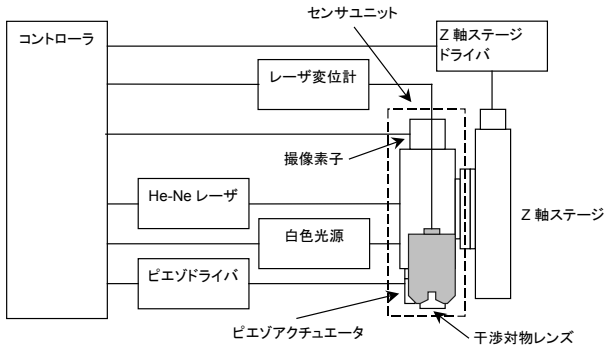 センサユニット
コントローラ
Z 軸ステージ
ドライバ
レーザ変位計
撮像素子
He-Ne レーザ
Z 軸ステージ
白色光源
ピエゾドライバ
ピエゾアクチュエータ
干渉対物レンズ